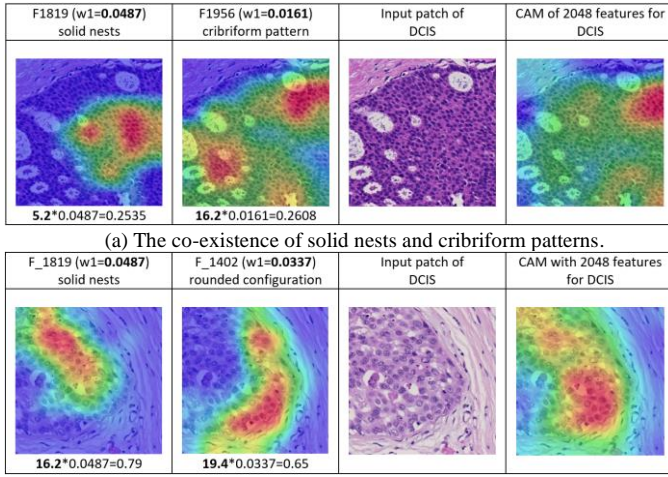 F1819 (w1=0.0487)
solid nests
F1956 (w1=0.0161)
cribriform pattern
Input patch of
DCIS
CAM of 2048 features for
DCIS
5.2*0.0487=0.2535
16.2*0.0161=0.2608
(a) The co-existence of solid nests and cribriform patterns.
F_1819 (w1=0.0487)
solid nests
F_1402 (w1=0.0337)
rounded configuration
Input patch of
DCIS
CAM with 2048 features
for DCIS
16.2*0.0487=0.79
19.4*0.0337=0.65